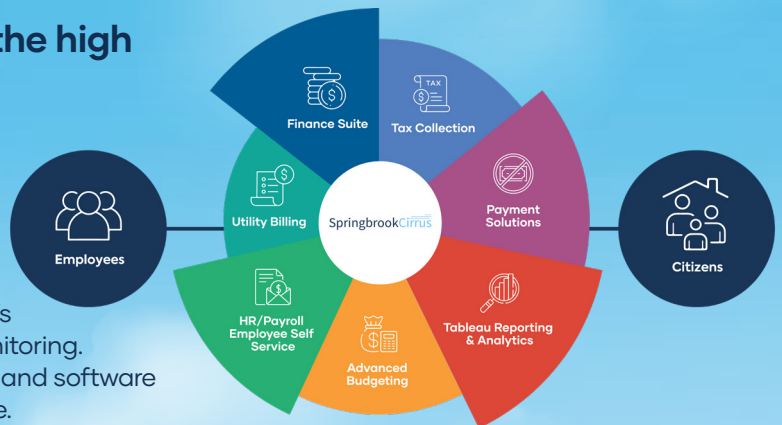 the high
Finance Suite
TAX
Tax Collection
Employees
Utility Billing
SpringbrookCirrus
Payment
Solutions
Citizens
HR/Payroll
Employee Self
Service
Tableau Reporting
& Analytics
Advanced
Budgeting
s
nitoring.
and software
e.